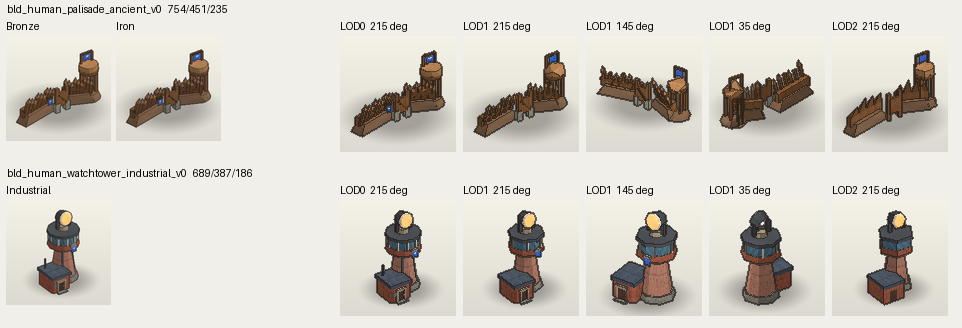 bld_human_palisade_ancient_v0 754/451/235
Bronze Iron LOD0 215 deg LOD1 215 deg LOD1 145 deg LOD1 35 deg LOD2 215 deg
bld_human_watchtower_industrial_v0 689/387/186
Industrial LOD0 215 deg LOD1 215 deg LOD1 145 deg LOD1 35 deg LOD2 215 deg